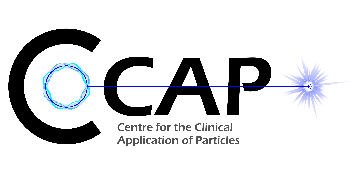 CCAP
Centre for the Clinical
Application of Particles